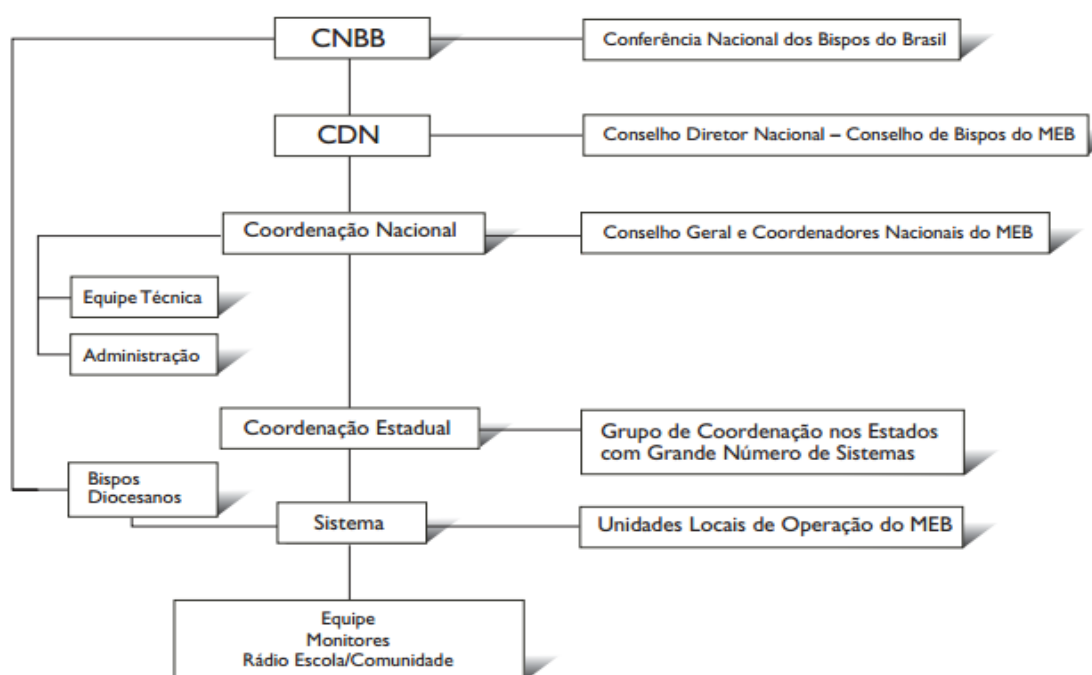 CNBB
Conferência Nacional dos Bispos do Brasil
CDN
Conselho Diretor Nacional – Conselho de Bispos do MEB
Coordenação Nacional
Conselho Geral e Coordenadores Nacionais do MEB
Equipe Técnica
Administração
Coordenação Estadual
Grupo de Coordenação nos Estados
com Grande Número de Sistemas
Bispos
Diocesanos
Sistema
Unidades Locais de Operação do MEB
Equipe
Monitores
Rádio Escola/Comunidade